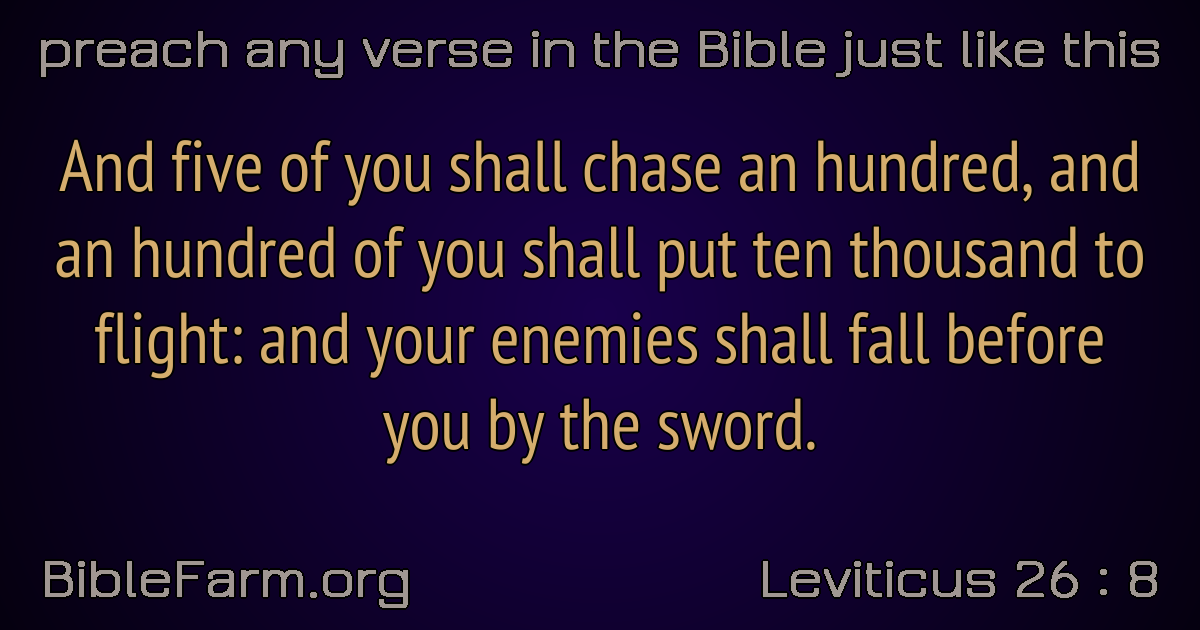 preach any verse in the Bible just like this
And five of you shall chase an hundred, and
an hundred of you shall put ten thousand to
flight: and your enemies shall fall before
you by the sword.
BibleFarm.org
Leviticus 26 : 8